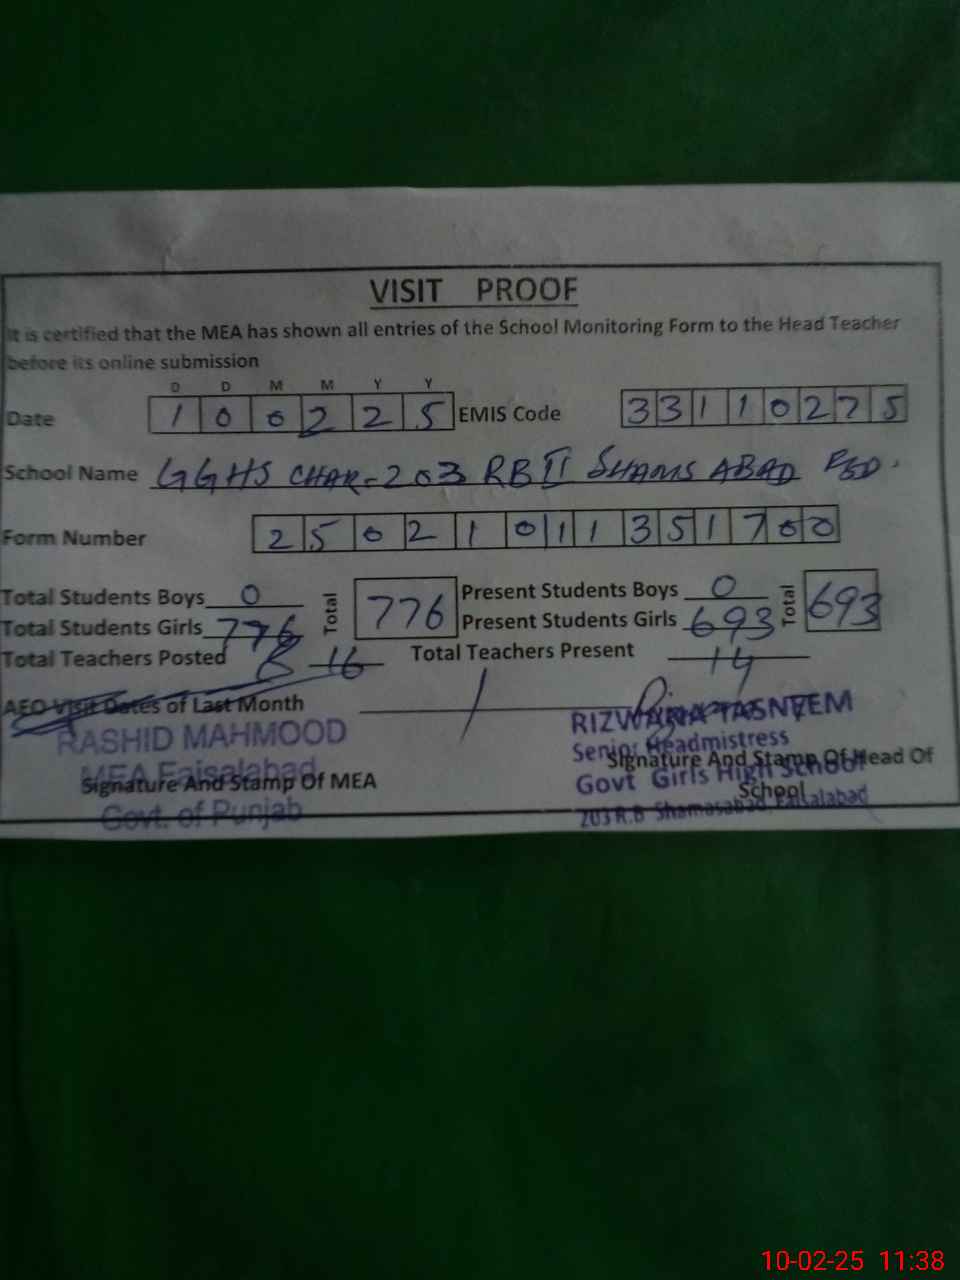 VISIT PROOF
It is certified that the MEA has shown all entries of the School Monitoring Form to the Head Teacher
before its online submission
D D M M Y Y
Date 1 0 0 2 2 5 EMIS Code 3 3 1 1 0 2 7 5
School Name GGHS CHAK-203 RB II SHAMS ABAD FSD.
Form Number 2 5 0 2 1 0 1 1 3 5 1 7 0 0
Total Students Boys 0 Total 776 Present Students Boys 0 Total 693
Total Students Girls 776 Present Students Girls 693
Total Teachers Posted 16 Total Teachers Present 14
AEO Visit Dates of Last Month /
RASHID MAHMOOD
MEA Faisalabad
Signature And Stamp Of MEA
Govt. of Punjab
RIZWANA TASNEEM
Senior Headmistress
Signature And Stamp Of Head Of
School
Govt Girls High School
203 R.B Shamasabad, Faisalabad
10-02-25 11:38